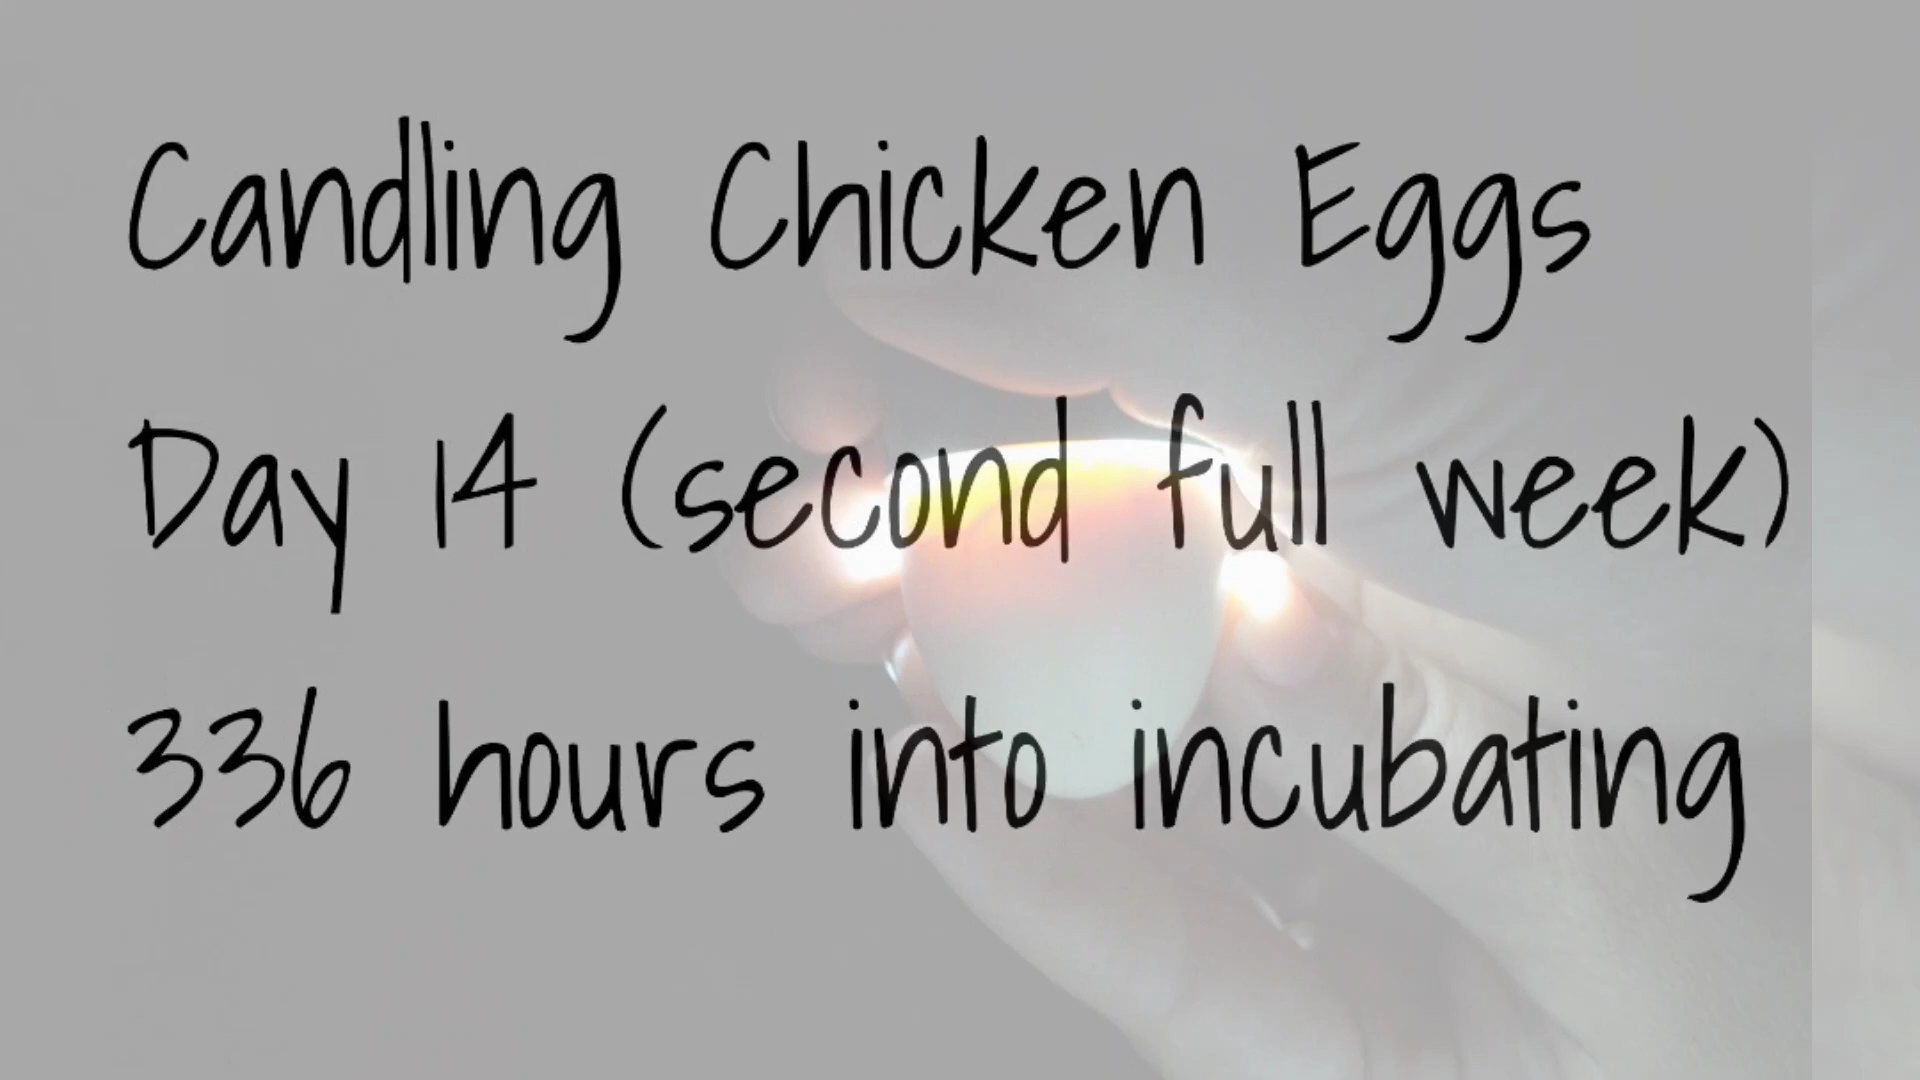 Candling Chicken Eggs
Day 14 (second full week)
336 hours into incubating